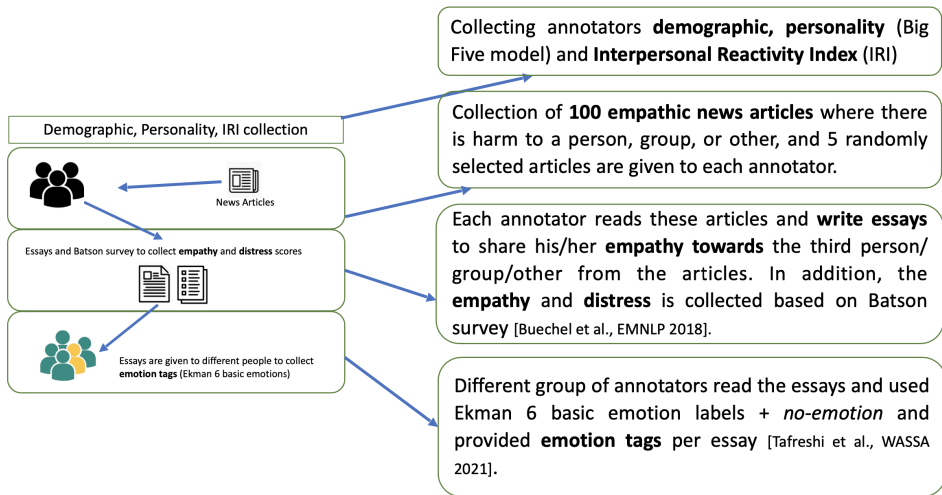 Demographic, Personality, IRI collection
News Articles
Essays and Batson survey to collect empathy and distress scores
Essays are given to different people to collect
emotion tags (Ekman 6 basic emotions)
Collecting annotators demographic, personality (Big
Five model) and Interpersonal Reactivity Index (IRI)
Collection of 100 empathic news articles where there
is harm to a person, group, or other, and 5 randomly
selected articles are given to each annotator.
Each annotator reads these articles and write essays
to share his/her empathy towards the third person/
group/other from the articles. In addition, the
empathy and distress is collected based on Batson
survey [Buechel et al., EMNLP 2018].
Different group of annotators read the essays and used
Ekman 6 basic emotion labels + no-emotion and
provided emotion tags per essay [Tafreshi et al., WASSA
2021].